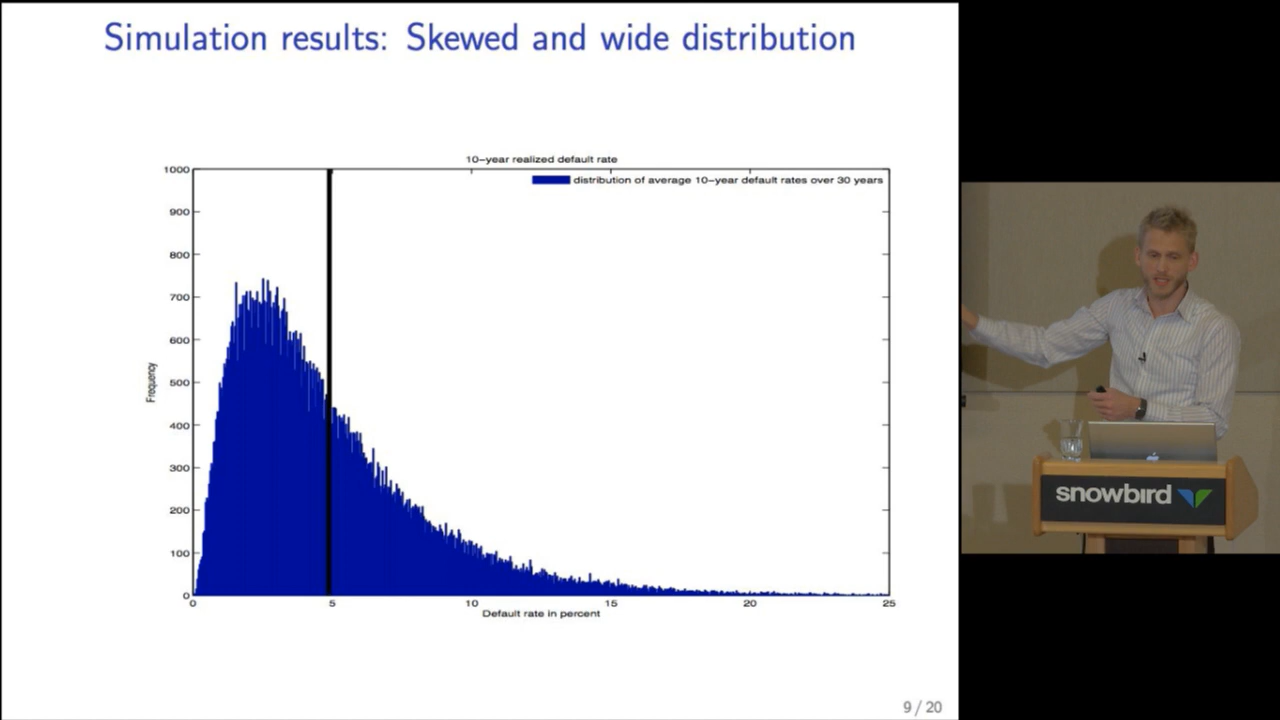 Simulation results: Skewed and wide distribution
10−year realized default rate
distribution of average 10−year default rates over 30 years
1000
900
800
700
600
500
400
300
200
100
0
Frequency
0 5 10 15 20 25
Default rate in percent
9 / 20
snowbird